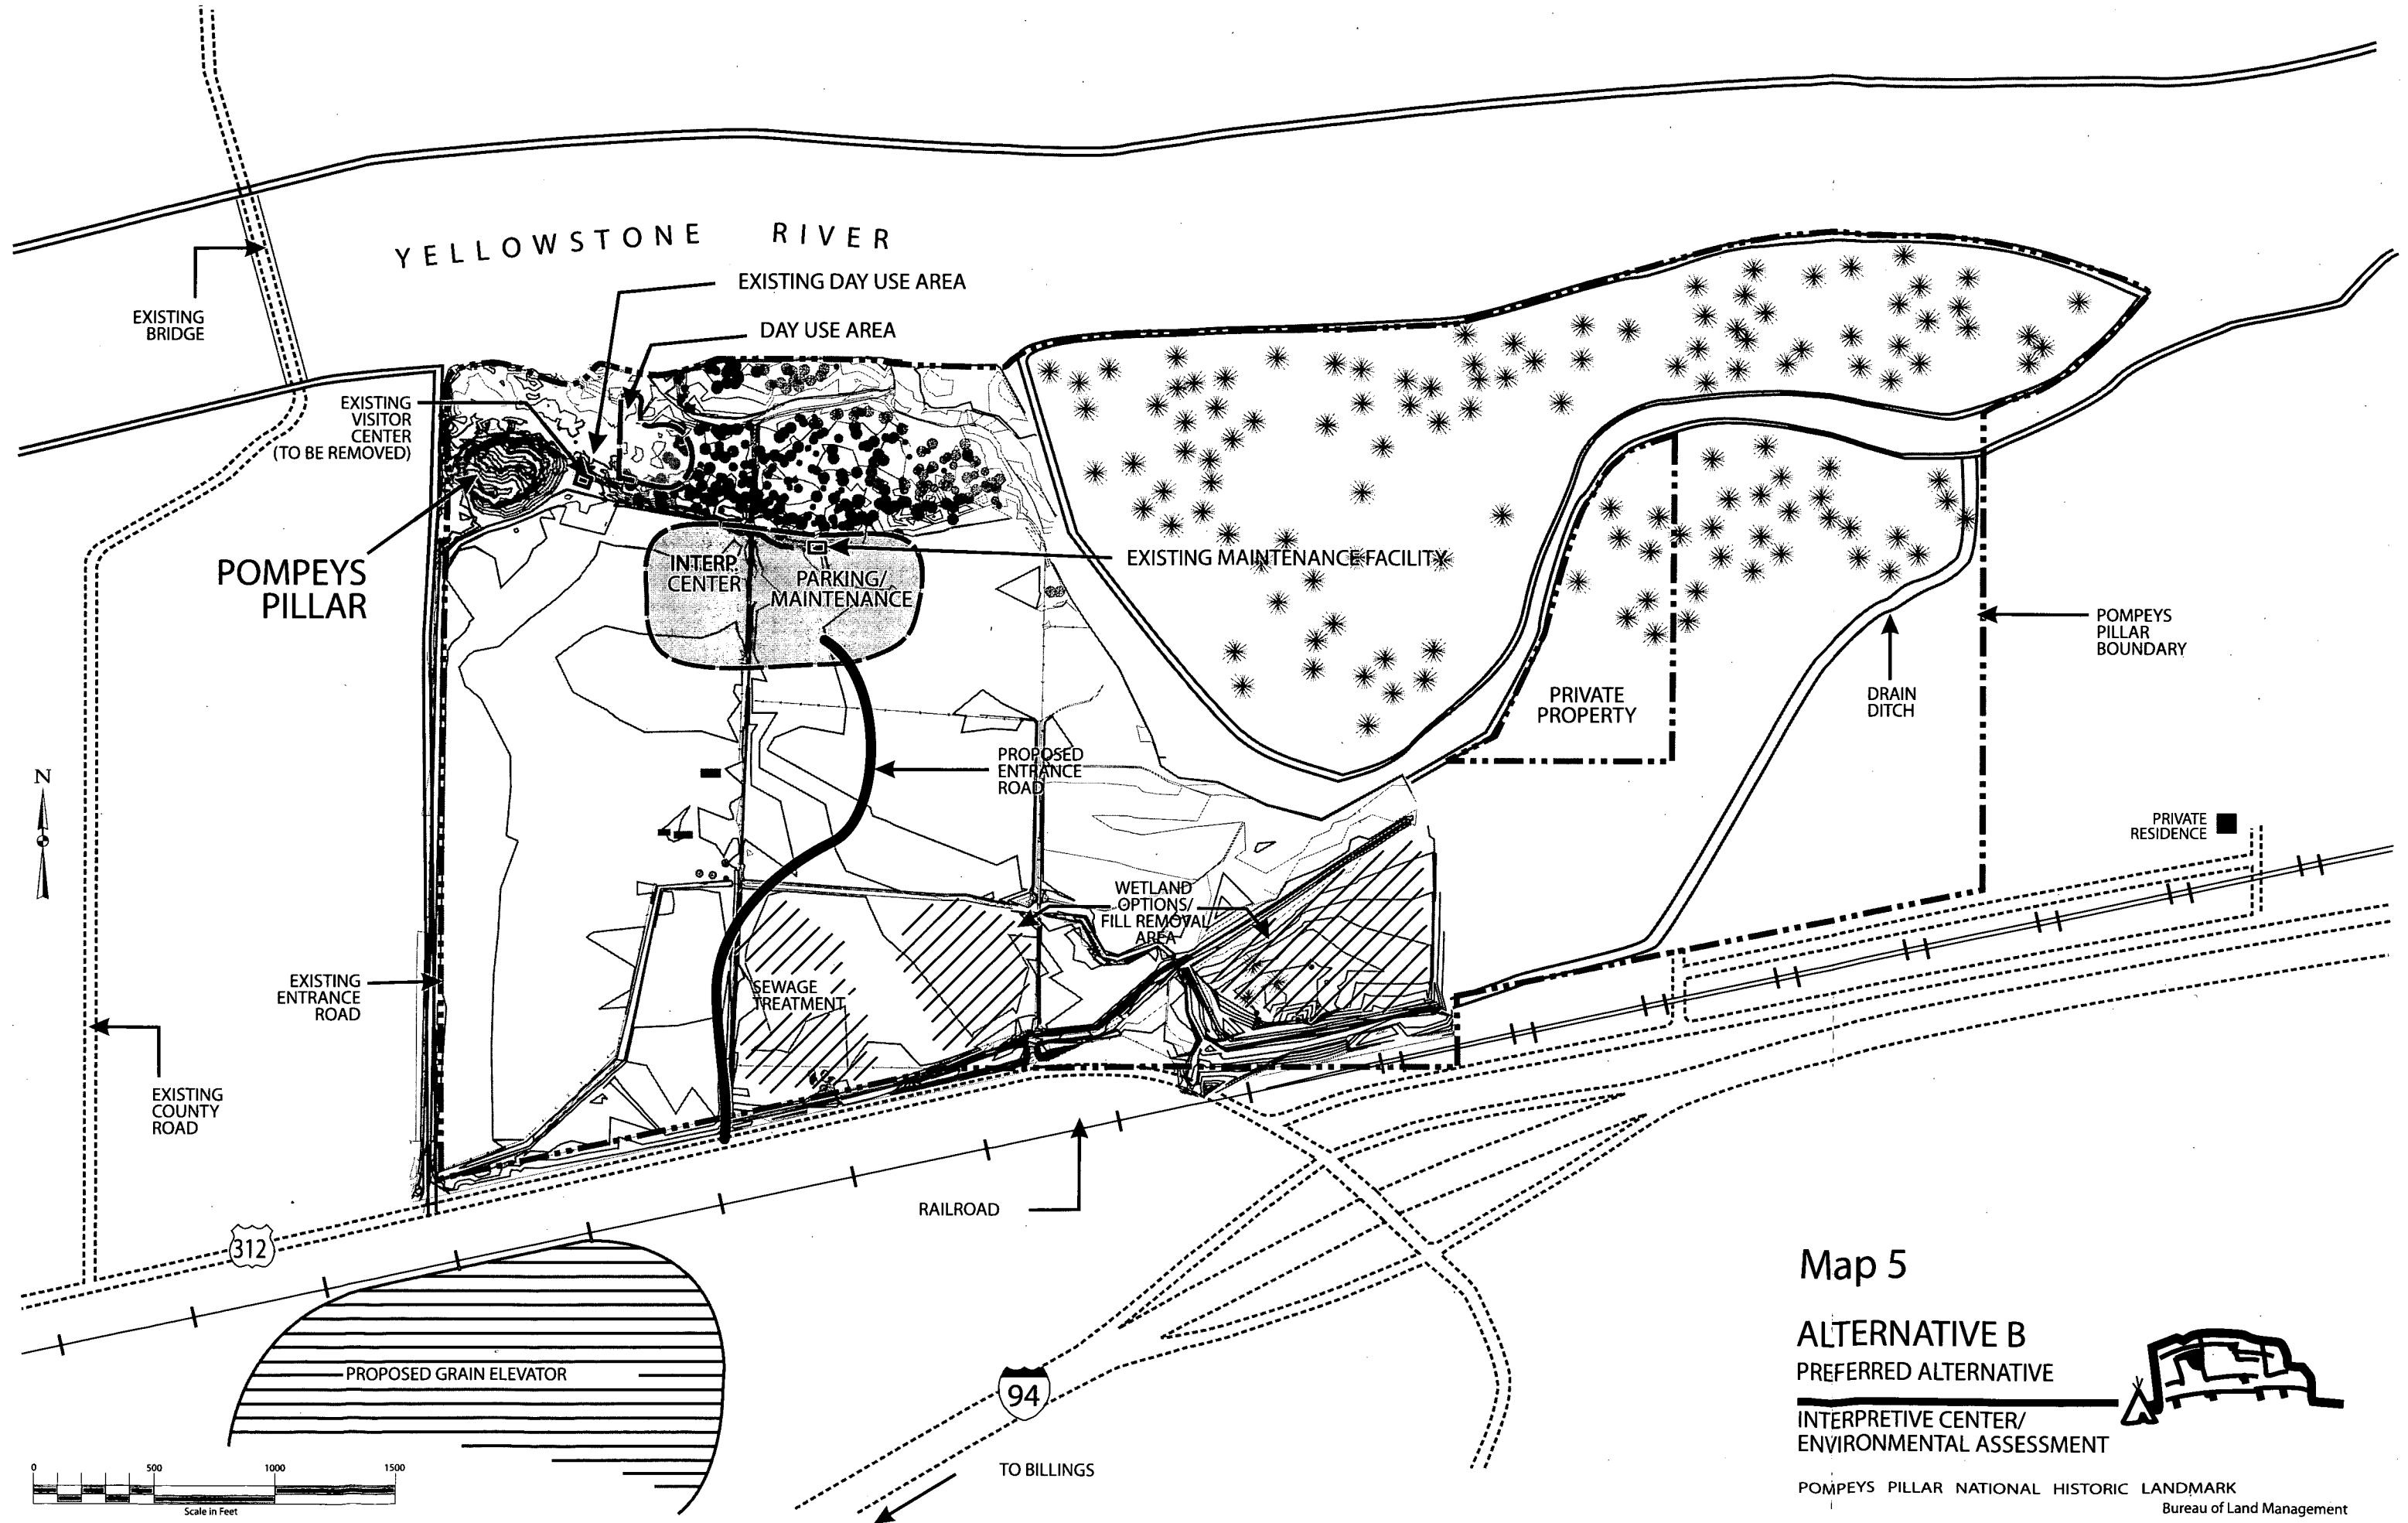 YELLOWSTONE RIVER
EXISTING DAY USE AREA
DAY USE AREA
EXISTING
BRIDGE
EXISTING
VISITOR
CENTER
(TO BE REMOVED)
POMPEYS
PILLAR
INTERP.
CENTER
PARKING/
MAINTENANCE
EXISTING MAINTENANCE FACILITY
POMPEYS
PILLAR
BOUNDARY
PRIVATE
PROPERTY
DRAIN
DITCH
PROPOSED
ENTRANCE
ROAD
N
PRIVATE
RESIDENCE
WETLAND
OPTIONS/
FILL REMOVAL
AREA
EXISTING
ENTRANCE
ROAD
SEWAGE
TREATMENT
EXISTING
COUNTY
ROAD
RAILROAD
312
PROPOSED GRAIN ELEVATOR
94
TO BILLINGS
0 500 1000 1500
Scale in Feet
Map 5
ALTERNATIVE B
PREFERRED ALTERNATIVE
INTERPRETIVE CENTER/
ENVIRONMENTAL ASSESSMENT
POMPEYS PILLAR NATIONAL HISTORIC LANDMARK
Bureau of Land Management